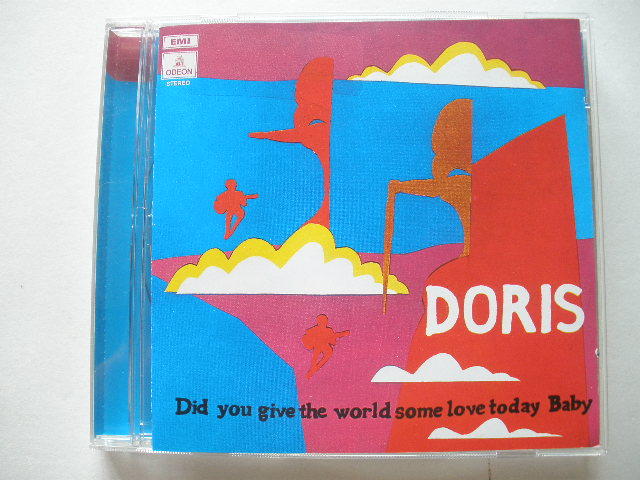 EMI
ODEON
STEREO
DORIS
Did you give the world some love today Baby